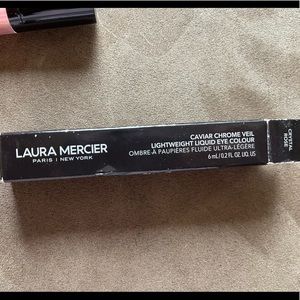 LAURA MERCIER
PARIS | NEW YORK
CAVIAR CHROME VEIL
LIGHTWEIGHT LIQUID EYE COLOUR
OMBRE-À PAUPIÈRES FLUIDE ULTRA-LÉGÈRE
6 mL/0.2 FL. OZ. LIQ. US
CRYSTAL
ROSE